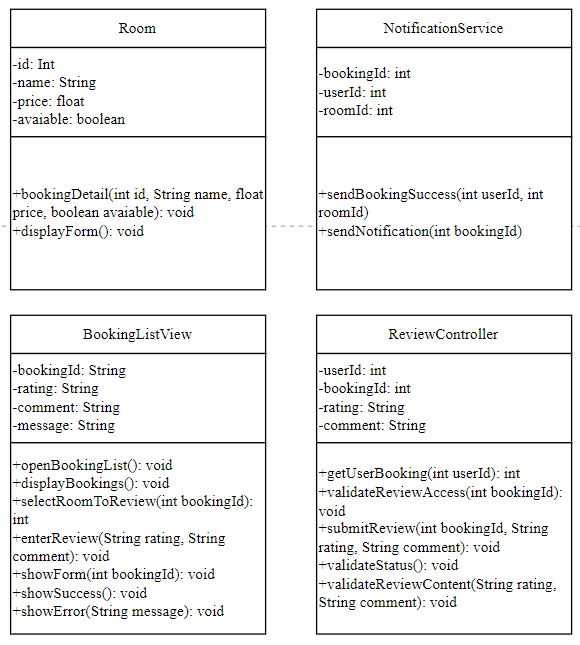 Room
-id: Int
-name: String
-price: float
-avaiable: boolean
+bookingDetail(int id, String name, float
price, boolean avaiable): void
+displayForm(): void
NotificationService
-bookingId: int
-userId: int
-roomId: int
+sendBookingSuccess(int userId, int
roomId)
+sendNotification(int bookingId)
BookingListView
-bookingId: String
-rating: String
-comment: String
-message: String
+openBookingList(): void
+displayBookings(): void
+selectRoomToReview(int bookingId):
int
+enterReview(String rating, String
comment): void
+showForm(int bookingId): void
+showSuccess(): void
+showError(String message): void
ReviewController
-userId: int
-bookingId: int
-rating: String
-comment: String
+getUserBooking(int userId): int
+validateReviewAccess(int bookingId):
void
+submitReview(int bookingId, String
rating, String comment): void
+validateStatus(): void
+validateReviewContent(String rating,
String comment): void